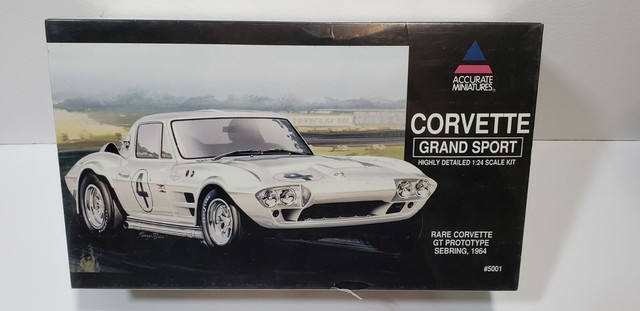 ACCURATE
MINIATURES
CORVETTE
GRAND SPORT
HIGHLY DETAILED 1:24 SCALE KIT
4
4
RARE CORVETTE
GT PROTOTYPE
SEBRING, 1964
#5001